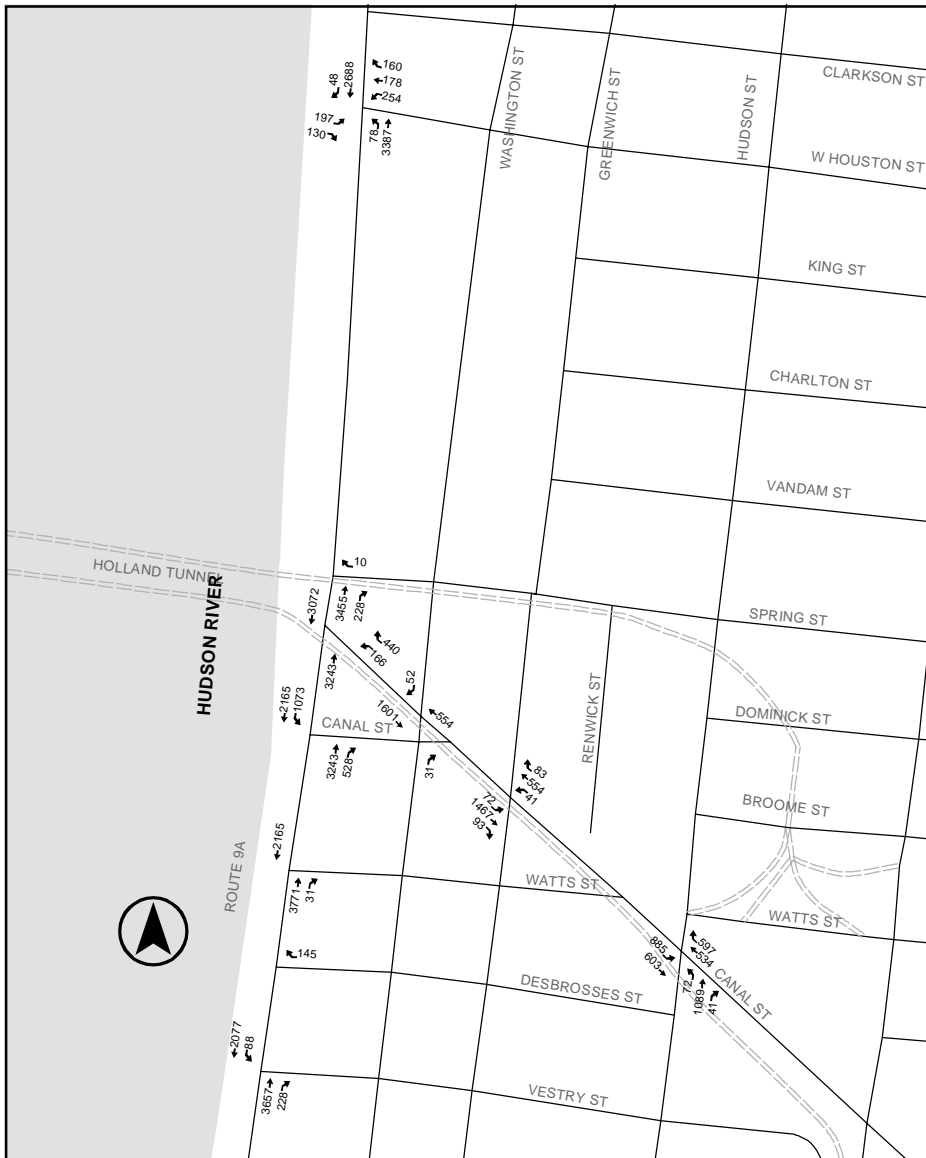 CLARKSON ST
WASHINGTON ST
GREENWICH ST
HUDSON ST
W HOUSTON ST
160
178
254
48
2688
197
130
78
3387
KING ST
CHARLTON ST
VANDAM ST
HOLLAND TUNNEL
HUDSON RIVER
10
3072
3455
228
SPRING ST
440
166
3243
52
2165
1073
1601
554
CANAL ST
RENWICK ST
DOMINICK ST
3243
528
31
83
554
41
72
1467
93
BROOME ST
2165
ROUTE 9A
3771
31
WATTS ST
WATTS ST
145
885
603
597
534
72
1089
41
CANAL ST
DESBROSSES ST
2077
88
3657
228
VESTRY ST